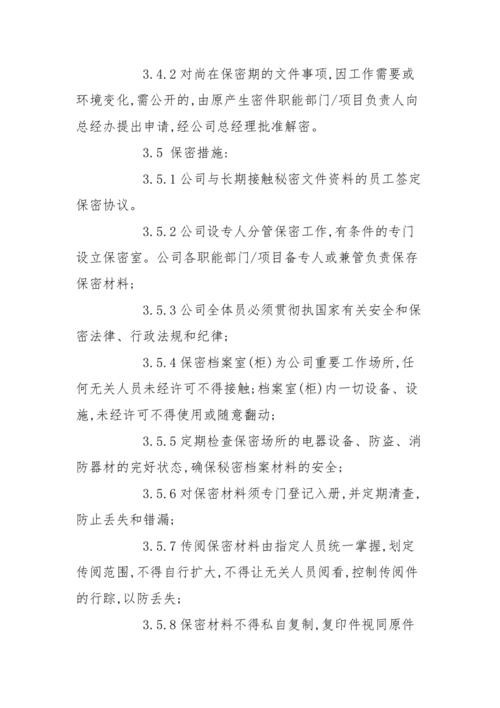 3.4.2对尚在保密期的文件事项,因工作需要或
环境变化,需公开的,由原产生密件职能部门/项目负责人向
总经办提出申请,经公司总经理批准解密。
3.5 保密措施:
3.5.1公司与长期接触秘密文件资料的员工签定
保密协议。
3.5.2公司设专人分管保密工作,有条件的专门
设立保密室。公司各职能部门/项目备专人或兼管负责保存
保密材料;
3.5.3公司全体员必须贯彻执国家有关安全和保
密法律、行政法规和纪律;
3.5.4保密档案室(柜)为公司重要工作场所,任
何无关人员未经许可不得接触;档案室(柜)内一切设备、设
施,未经许可不得使用或随意翻动;
3.5.5定期检查保密场所的电器设备、防盗、消
防器材的完好状态,确保秘密档案材料的安全;
3.5.6对保密材料须专门登记入册,并定期清查,
防止丢失和错漏;
3.5.7传阅保密材料由指定人员统一掌握,划定
传阅范围,不得自行扩大,不得让无关人员阅看,控制传阅件
的行踪,以防丢失;
3.5.8保密材料不得私自复制,复印件视同原件